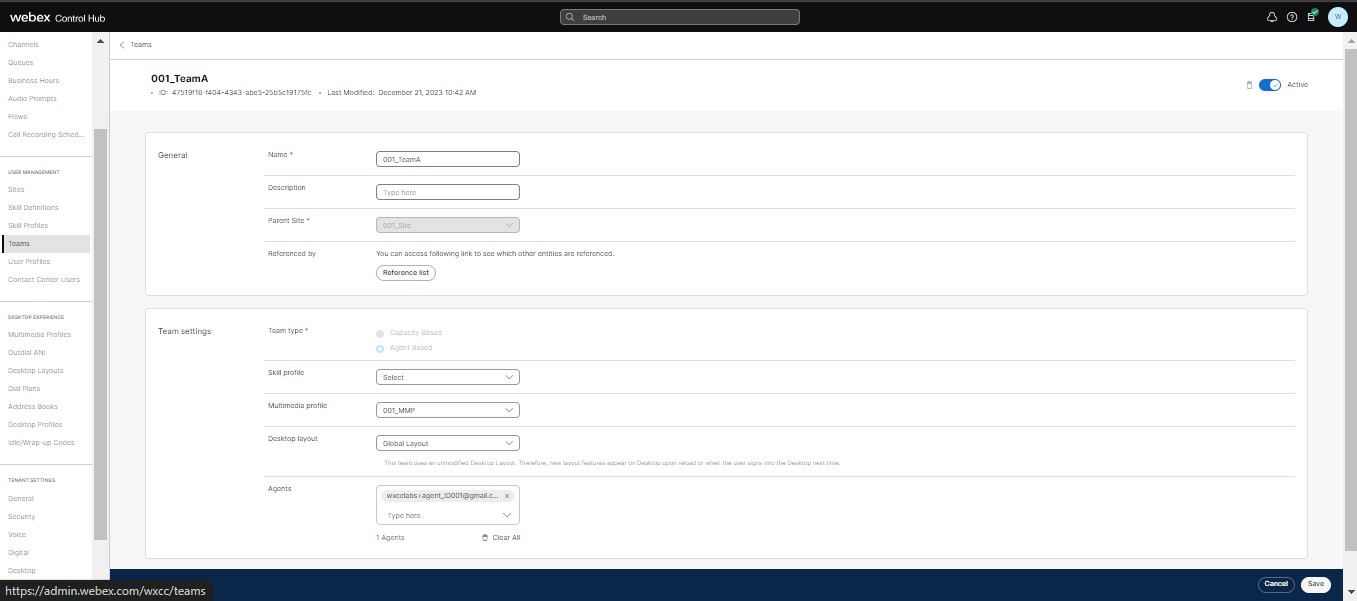 webex Control Hub
Search
W
Channels
Queues
Business Hours
Audio Prompts
Flows
Call Recording Sched...
USER MANAGEMENT
Sites
Skill Definitions
Skill Profiles
Teams
User Profiles
Contact Center Users
DESKTOP EXPERIENCE
Multimedia Profiles
Outdial ANI
Desktop Layouts
Dial Plans
Address Books
Desktop Profiles
Idle/Wrap-up Codes
TENANT SETTINGS
General
Security
Voice
Digital
Desktop
https://admin.webex.com/wxcc/teams
Teams
001_TeamA
• ID: 47519f16-f404-4343-abe5-25b5c19175fc • Last Modified: December 21, 2023 10:42 AM
Active
General
Name *
001_TeamA
Description
Type here
Parent Site *
001_Site
Referenced by
You can access following link to see which other entities are referenced.
Reference list
Team settings
Team type *
Capacity Based
Agent Based
Skill profile
Select
Multimedia profile
001_MMP
Desktop layout
Global Layout
This team uses an unmodified Desktop Layout. Therefore, new layout features appear on Desktop upon reload or when the user signs into the Desktop next time.
Agents
wxcclabs+agent_ID001@gmail.c...
Type here
1 Agents
Clear All
Cancel
Save